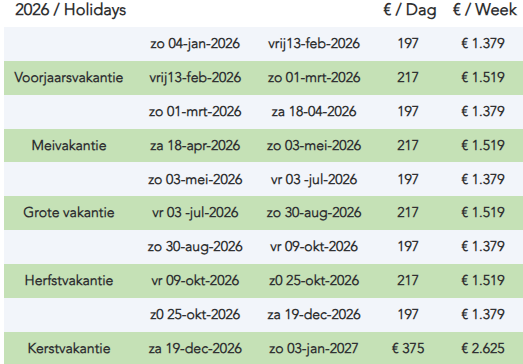 2026 / Holidays € / Dag € / Week
zo 04-jan-2026 vrij13-feb-2026 197 € 1.379
Voorjaarsvakantie vrij13-feb-2026 zo 01-mrt-2026 217 € 1.519
zo 01-mrt-2026 za 18-04-2026 197 € 1.379
Meivakantie za 18-apr-2026 zo 03-mei-2026 217 € 1.519
zo 03-mei-2026 vr 03 -jul-2026 197 € 1.379
Grote vakantie vr 03 -jul-2026 zo 30-aug-2026 217 € 1.519
zo 30-aug-2026 vr 09-okt-2026 197 € 1.379
Herfstvakantie vr 09-okt-2026 z0 25-okt-2026 217 € 1.519
z0 25-okt-2026 za 19-dec-2026 197 € 1.379
Kerstvakantie za 19-dec-2026 zo 03-jan-2027 € 375 € 2.625